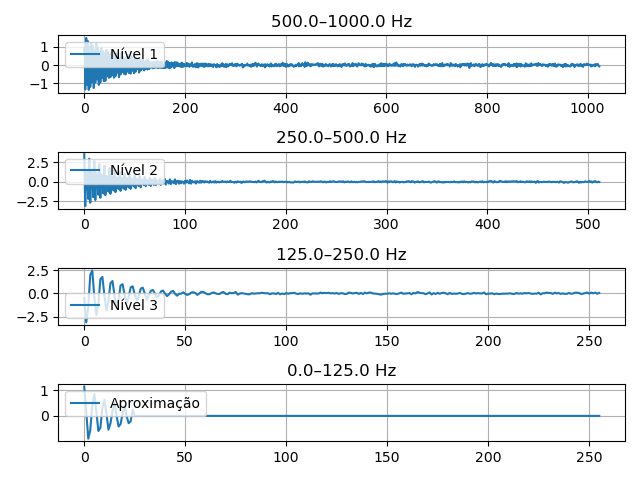 500.0–1000.0 Hz
1
0
−1
Nível 1
0 200 400 600 800 1000
250.0–500.0 Hz
2.5
0.0
−2.5
Nível 2
0 100 200 300 400 500
125.0–250.0 Hz
2.5
0.0
−2.5
Nível 3
0 50 100 150 200 250
0.0–125.0 Hz
1
0
Aproximação
0 50 100 150 200 250